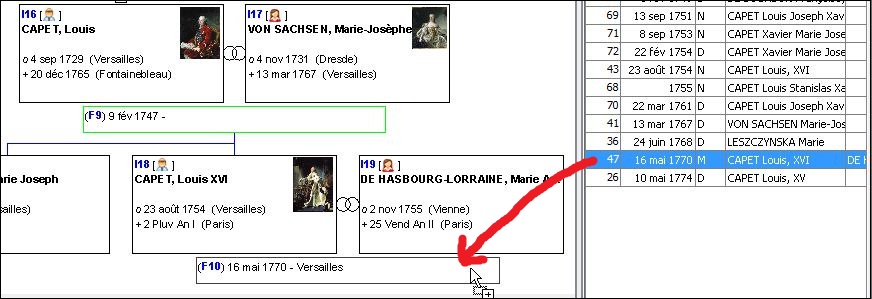 I16 [ ]
CAPET, Louis
o 4 sep 1729 (Versailles)
+ 20 déc 1765 (Fontainebleau)
I17 [ ]
VON SACHSEN, Marie-Josèphe
o 4 nov 1731 (Dresde)
+ 13 mar 1767 (Versailles)
(F9) 9 fév 1747 -
arie Joseph
sailles)
I18 [ ]
CAPET, Louis XVI
o 23 août 1754 (Versailles)
+ 2 Pluv An I (Paris)
I19 [ ]
DE HASBOURG-LORRAINE, Marie A
o 2 nov 1755 (Vienne)
+ 25 Vend An II (Paris)
(F10) 16 mai 1770 - Versailles
69 13 sep 1751 N CAPET Louis Joseph Xav
71 8 sep 1753 N CAPET Xavier Marie Jose
72 22 fév 1754 D CAPET Xavier Marie Jose
43 23 août 1754 N CAPET Louis, XVI
68 1755 N CAPET Louis Stanislas Xa
70 22 mar 1761 D CAPET Louis Joseph Xav
41 13 mar 1767 D VON SACHSEN Marie-Jos
36 24 juin 1768 D LESZCZYNSKA Marie
47 16 mai 1770 M CAPET Louis, XVI DE H
26 10 mai 1774 D CAPET Louis, XV